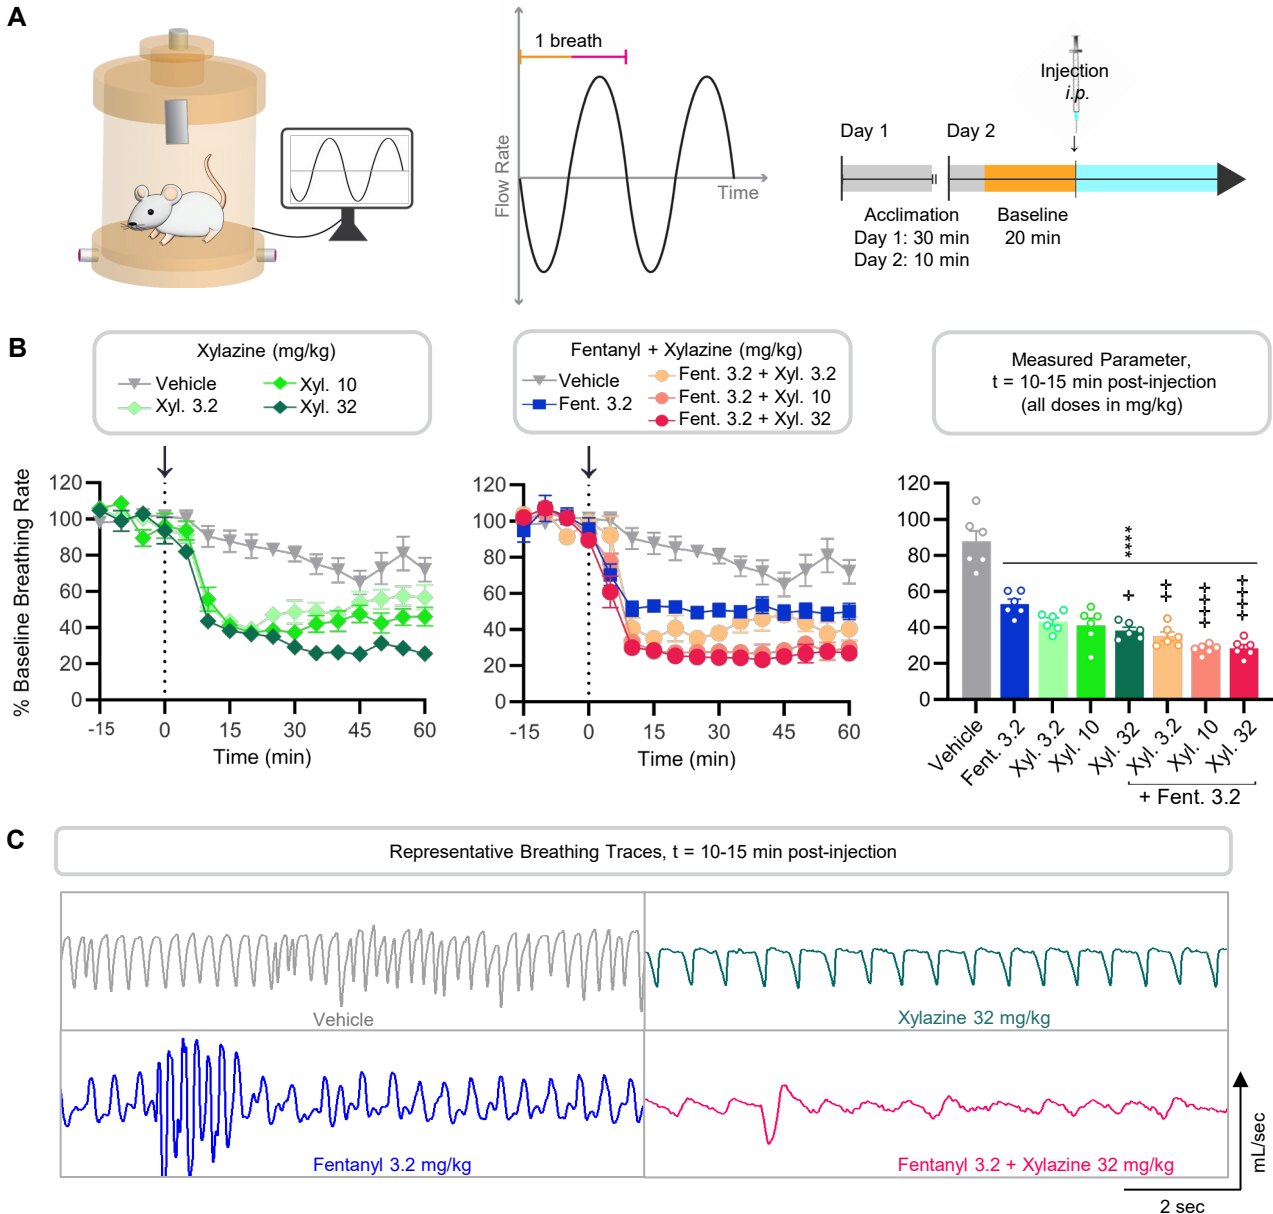 A
1 breath
Flow Rate
Time
Injection
i.p.
Day 1
Day 2
Acclimation
Day 1: 30 min
Day 2: 10 min
Baseline
20 min
B
Xylazine (mg/kg)
Vehicle
Xyl. 3.2
Xyl. 10
Xyl. 32
Fentanyl + Xylazine (mg/kg)
Vehicle
Fent. 3.2
Fent. 3.2 + Xyl. 3.2
Fent. 3.2 + Xyl. 10
Fent. 3.2 + Xyl. 32
Measured Parameter,
t = 10-15 min post-injection
(all doses in mg/kg)
% Baseline Breathing Rate
120
100
80
60
40
20
0
-15
0
15
30
45
60
Time (min)
120
100
80
60
40
20
0
-15
0
15
30
45
60
Time (min)
120
100
80
60
40
20
0
****
+
++
++++
++++
Vehicle
Fent. 3.2
Xyl. 3.2
Xyl. 10
Xyl. 32
Xyl. 3.2
Xyl. 10
Xyl. 32
+ Fent. 3.2
C
Representative Breathing Traces, t = 10-15 min post-injection
Vehicle
Xylazine 32 mg/kg
Fentanyl 3.2 mg/kg
Fentanyl 3.2 + Xylazine 32 mg/kg
mL/sec
2 sec